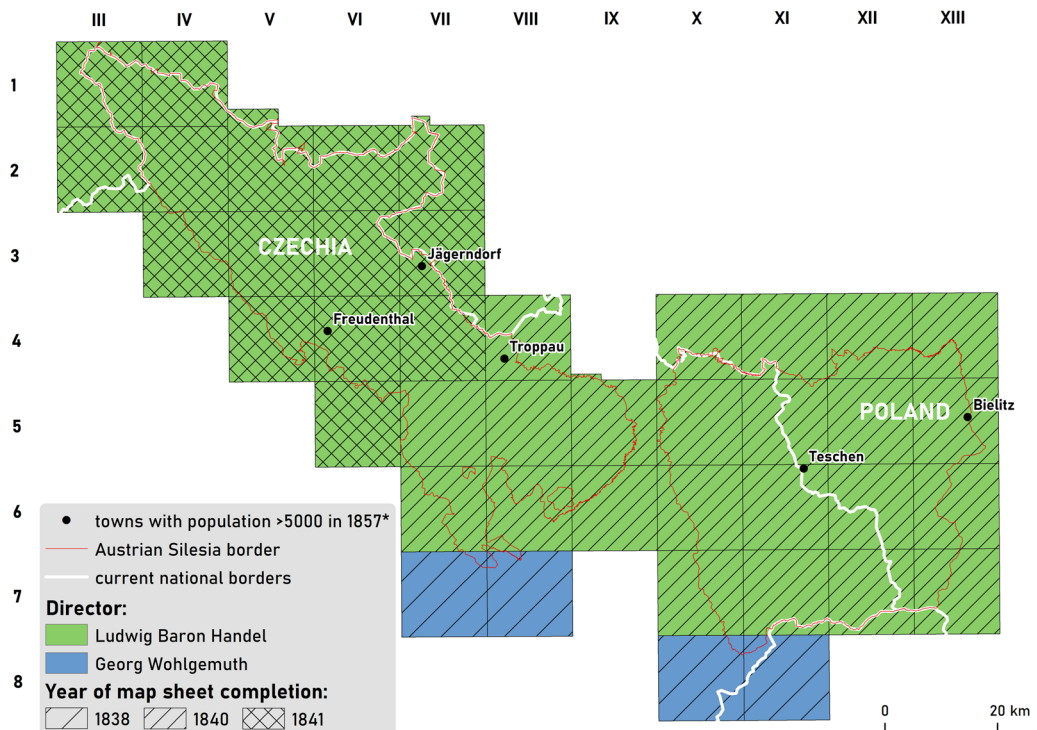 III IV V VI VII VIII IX X XI XII XIII
1
2
3
4
5
6
7
8
CZECHIA
Jägerndorf
Freudenthal
Troppau
POLAND
Bielitz
Teschen
towns with population >5000 in 1857*
Austrian Silesia border
current national borders
Director:
Ludwig Baron Handel
Georg Wohlgemuth
Year of map sheet completion:
1838 1840 1841
0 20 km